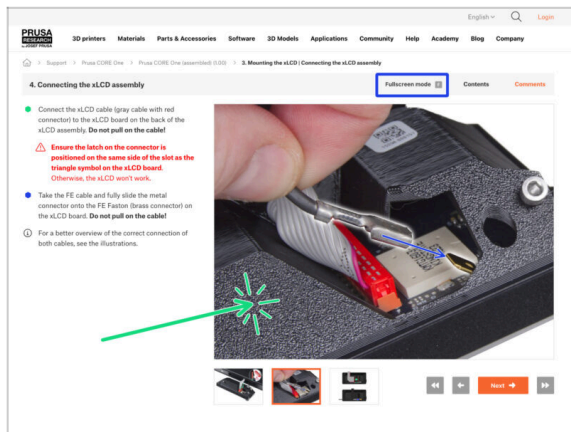 English
Login
PRUSA
RESEARCH
by JOSEF PRUSA
3D printers Materials Parts & Accessories Software 3D Models Applications Community Help Academy Blog Company
Support > Prusa CORE One > Prusa CORE One (assembled) (1.00) > 3. Mounting the xLCD | Connecting the xLCD assembly
4. Connecting the xLCD assembly
Fullscreen mode F
Contents
Comments
Connect the xLCD cable (gray cable with red
connector) to the xLCD board on the back of the
xLCD assembly. Do not pull on the cable!
Ensure the latch on the connector is
positioned on the same side of the slot as the
triangle symbol on the xLCD board.
Otherwise, the xLCD won't work.
Take the FE cable and fully slide the metal
connector onto the FE Faston (brass connector) on
the xLCD board. Do not pull on the cable!
For a better overview of the correct connection of
both cables, see the illustrations.
Next